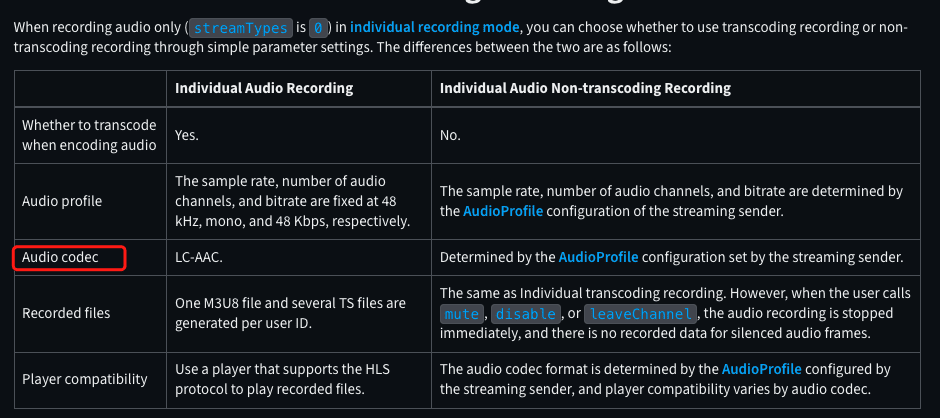 When recording audio only (streamTypes is 0) in individual recording mode, you can choose whether to use transcoding recording or non-
transcoding recording through simple parameter settings. The differences between the two are as follows:
Individual Audio Recording
Individual Audio Non-transcoding Recording
Whether to transcode
when encoding audio
Yes.
No.
Audio profile
The sample rate, number of audio
channels, and bitrate are fixed at 48
kHz, mono, and 48 Kbps, respectively.
The sample rate, number of audio channels, and bitrate are determined by
the AudioProfile configuration of the streaming sender.
Audio codec
LC-AAC.
Determined by the AudioProfile configuration set by the streaming sender.
Recorded files
One M3U8 file and several TS files are
generated per user ID.
The same as Individual transcoding recording. However, when the user calls
mute, disable, or leaveChannel, the audio recording is stopped
immediately, and there is no recorded data for silenced audio frames.
Player compatibility
Use a player that supports the HLS
protocol to play recorded files.
The audio codec format is determined by the AudioProfile configured by
the streaming sender, and player compatibility varies by audio codec.